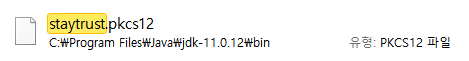 staytrust.pkcs12
C:₩Program Files₩Java₩jdk-11.0.12₩bin 유형: PKCS12 파일